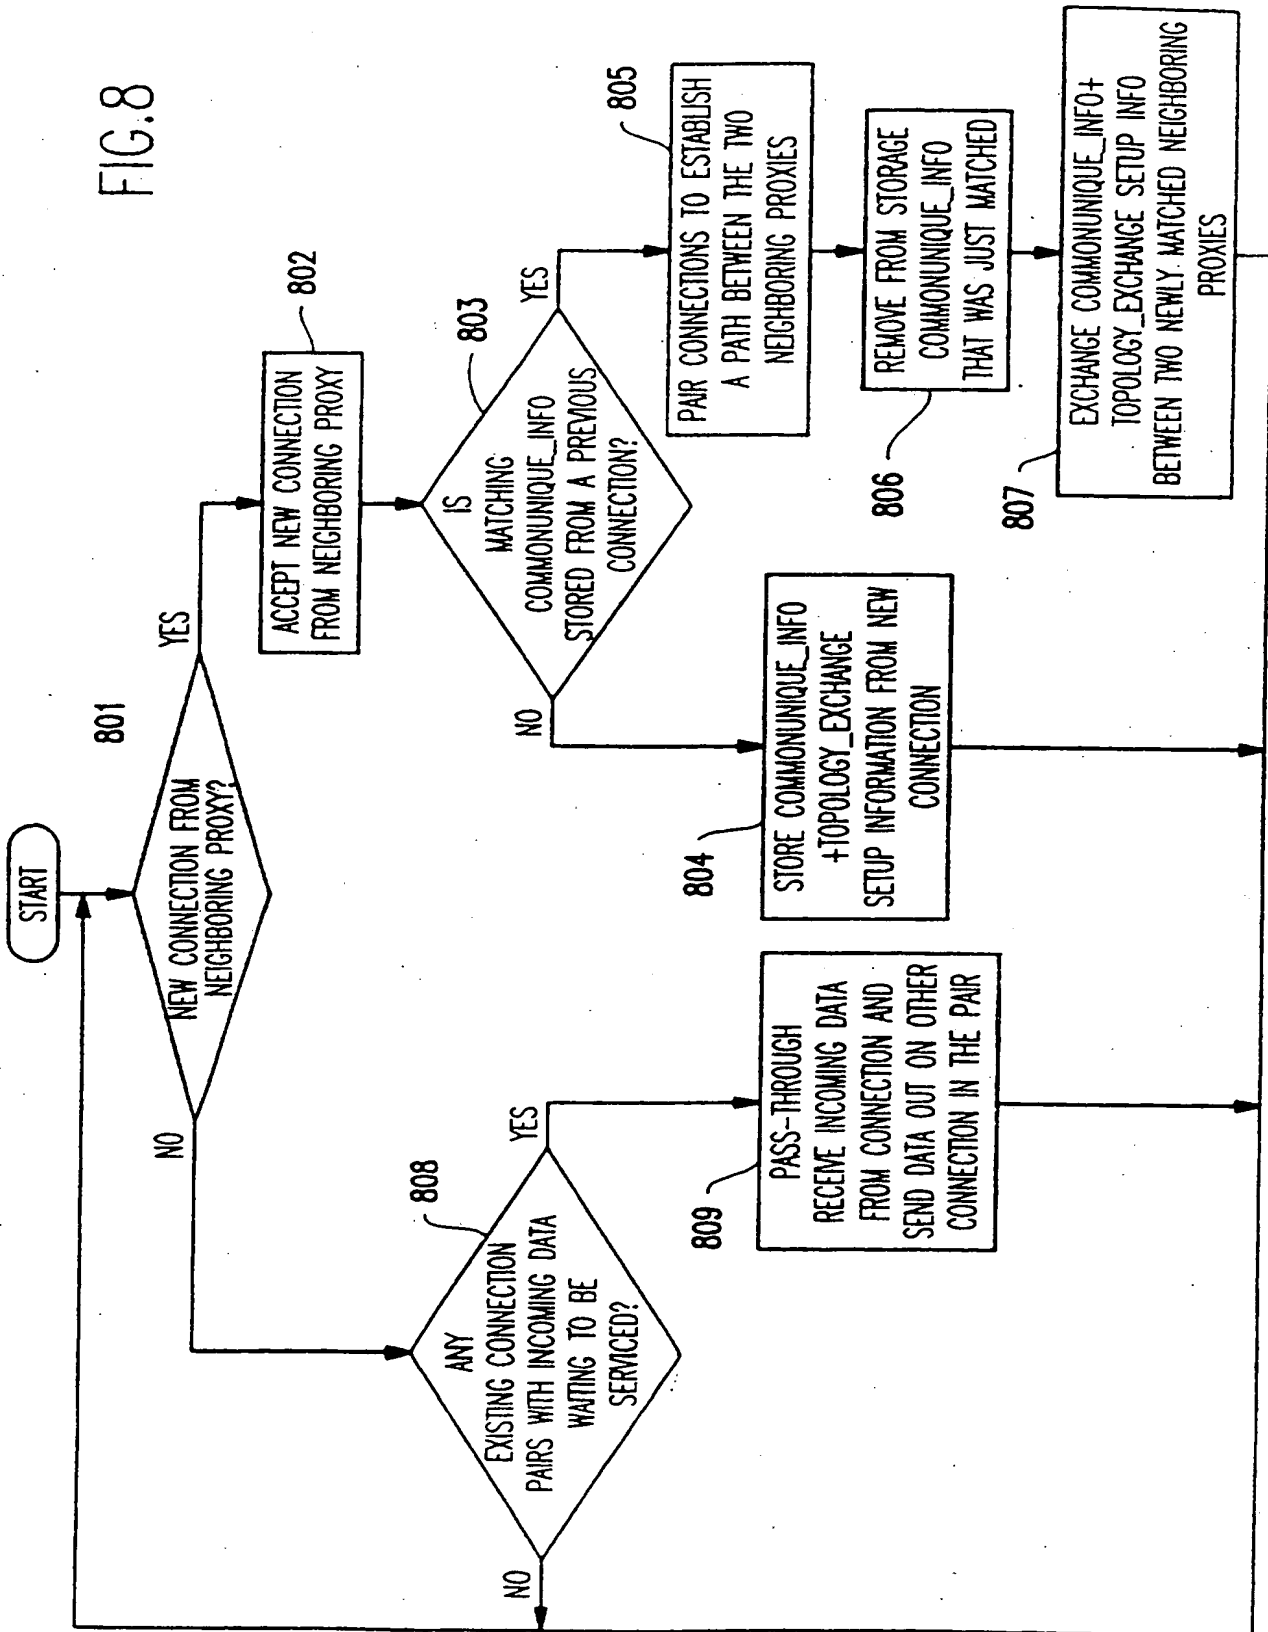 FIG.8
START
NEW CONNECTION FROM
NEIGHBORING PROXY?
801
YES
NO
ACCEPT NEW CONNECTION
FROM NEIGHBORING PROXY
802
IS
MATCHING
COMMONUNIQUE_INFO
STORED FROM A PREVIOUS
CONNECTION?
803
YES
NO
STORE COMMONUNIQUE_INFO
+TOPOLOGY_EXCHANGE
SETUP INFORMATION FROM NEW
CONNECTION
804
PAIR CONNECTIONS TO ESTABLISH
A PATH BETWEEN THE TWO
NEIGHBORING PROXIES
805
REMOVE FROM STORAGE
COMMONUNIQUE_INFO
THAT WAS JUST MATCHED
806
EXCHANGE COMMONUNIQUE_INFO+
TOPOLOGY_EXCHANGE SETUP INFO
BETWEEN TWO NEWLY MATCHED NEIGHBORING
PROXIES
807
ANY
EXISTING CONNECTION
PAIRS WITH INCOMING DATA
WAITING TO BE
SERVICED?
808
YES
NO
PASS-THROUGH
RECEIVE INCOMING DATA
FROM CONNECTION AND
SEND DATA OUT ON OTHER
CONNECTION IN THE PAIR
809